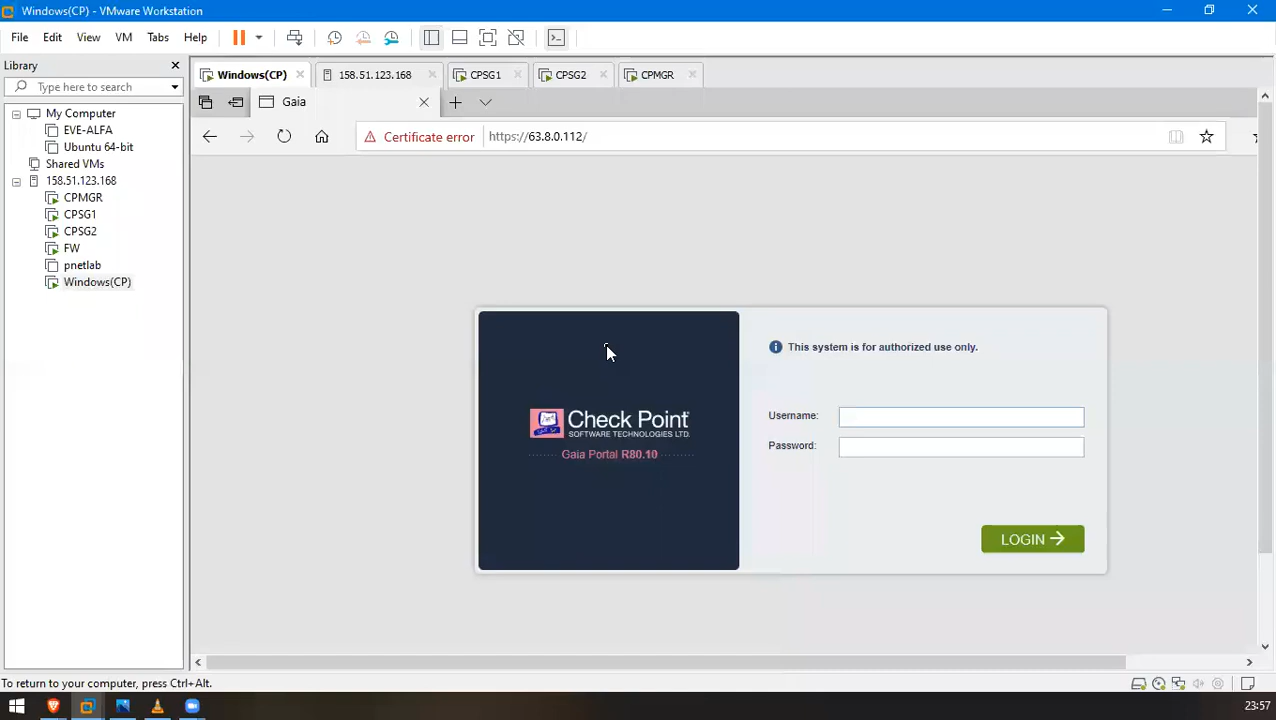 Windows(CP) - VMware Workstation
File Edit View VM Tabs Help
Library
Type here to search
My Computer
EVE-ALFA
Ubuntu 64-bit
Shared VMs
158.51.123.168
CPMGR
CPSG1
CPSG2
FW
pnetlab
Windows(CP)
Windows(CP) 158.51.123.168 CPSG1 CPSG2 CPMGR
Gaia
Certificate error https://63.8.0.112/
Check Point
SOFTWARE TECHNOLOGIES LTD.
Gaia Portal R80.10
This system is for authorized use only.
Username:
Password:
LOGIN
To return to your computer, press Ctrl+Alt.
23:57